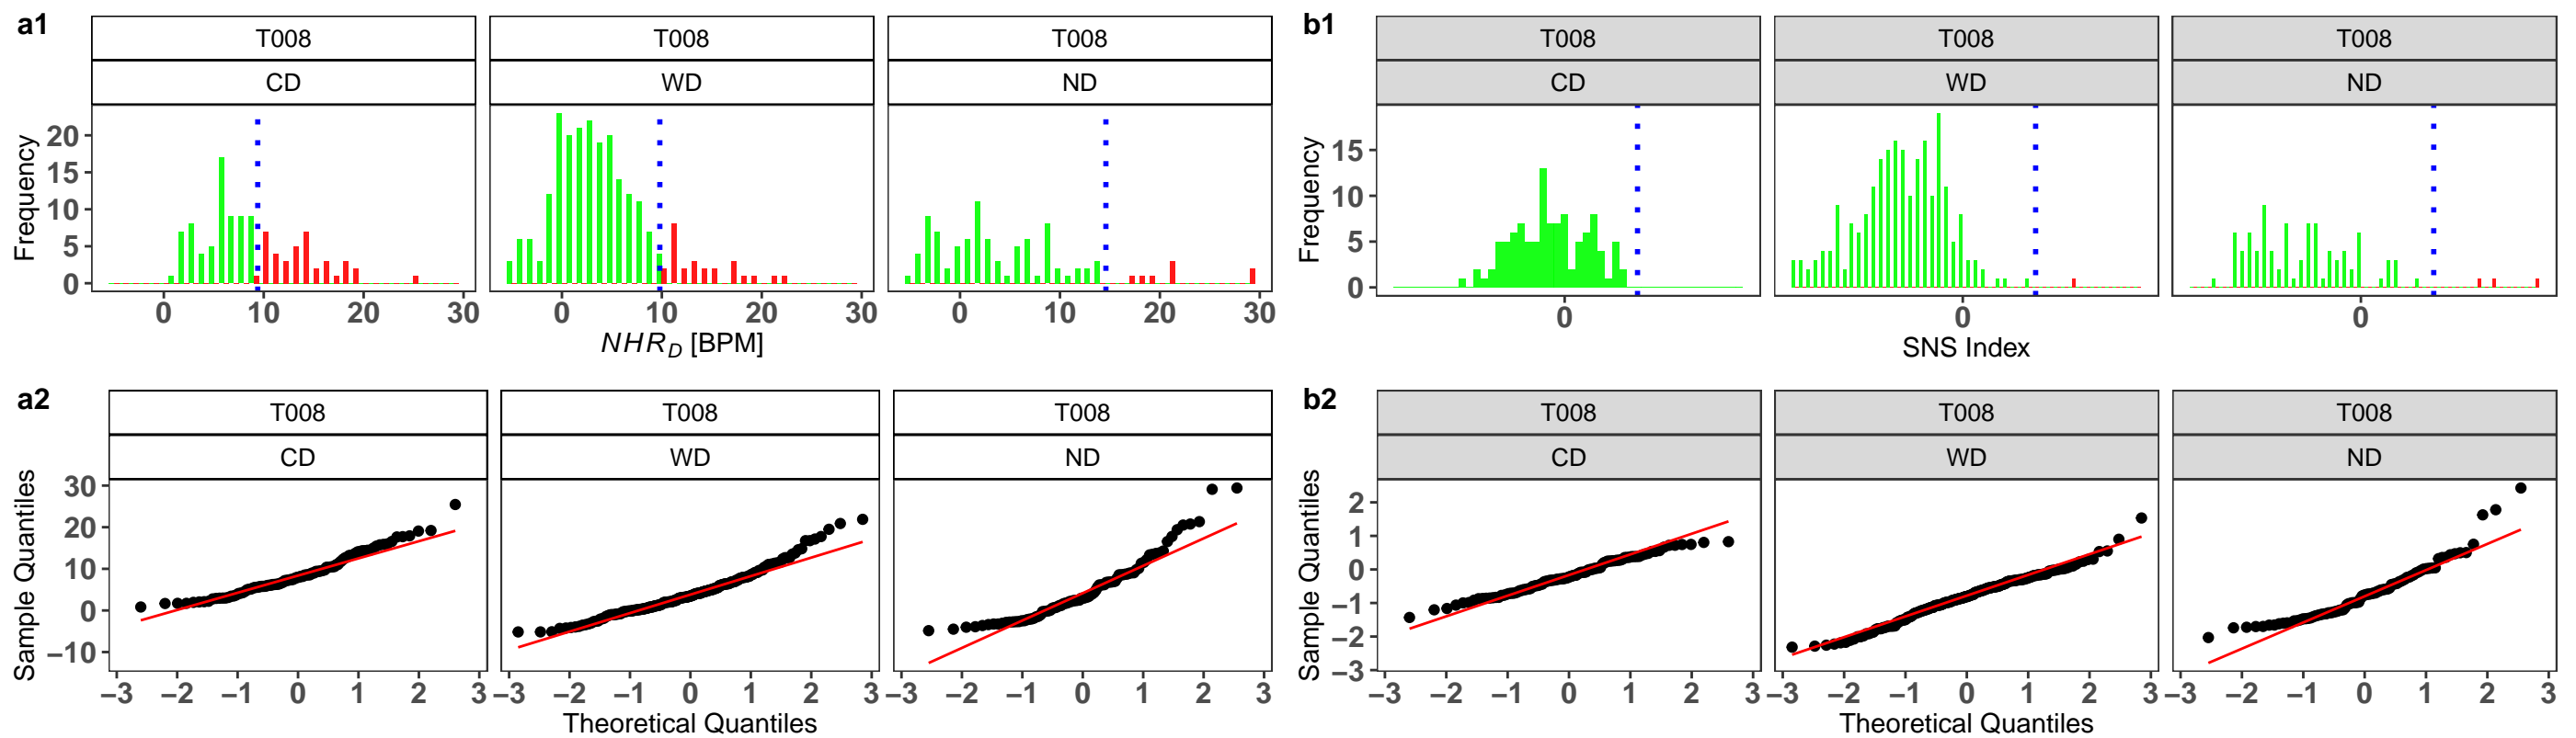 a1
T008 T008 T008
CD WD ND
Frequency
20
15
10
5
0
0 10 20 30 0 10 20 30 0 10 20 30
NHR_D [BPM]
b1
T008 T008 T008
CD WD ND
Frequency
15
10
5
0
0 0 0
SNS Index
a2
T008 T008 T008
CD WD ND
Sample Quantiles
30
20
10
0
−10
−3 −2 −1 0 1 2 3 −3 −2 −1 0 1 2 3 −3 −2 −1 0 1 2 3
Theoretical Quantiles
b2
T008 T008 T008
CD WD ND
Sample Quantiles
2
1
0
−1
−2
−3
−3 −2 −1 0 1 2 3 −3 −2 −1 0 1 2 3 −3 −2 −1 0 1 2 3
Theoretical Quantiles